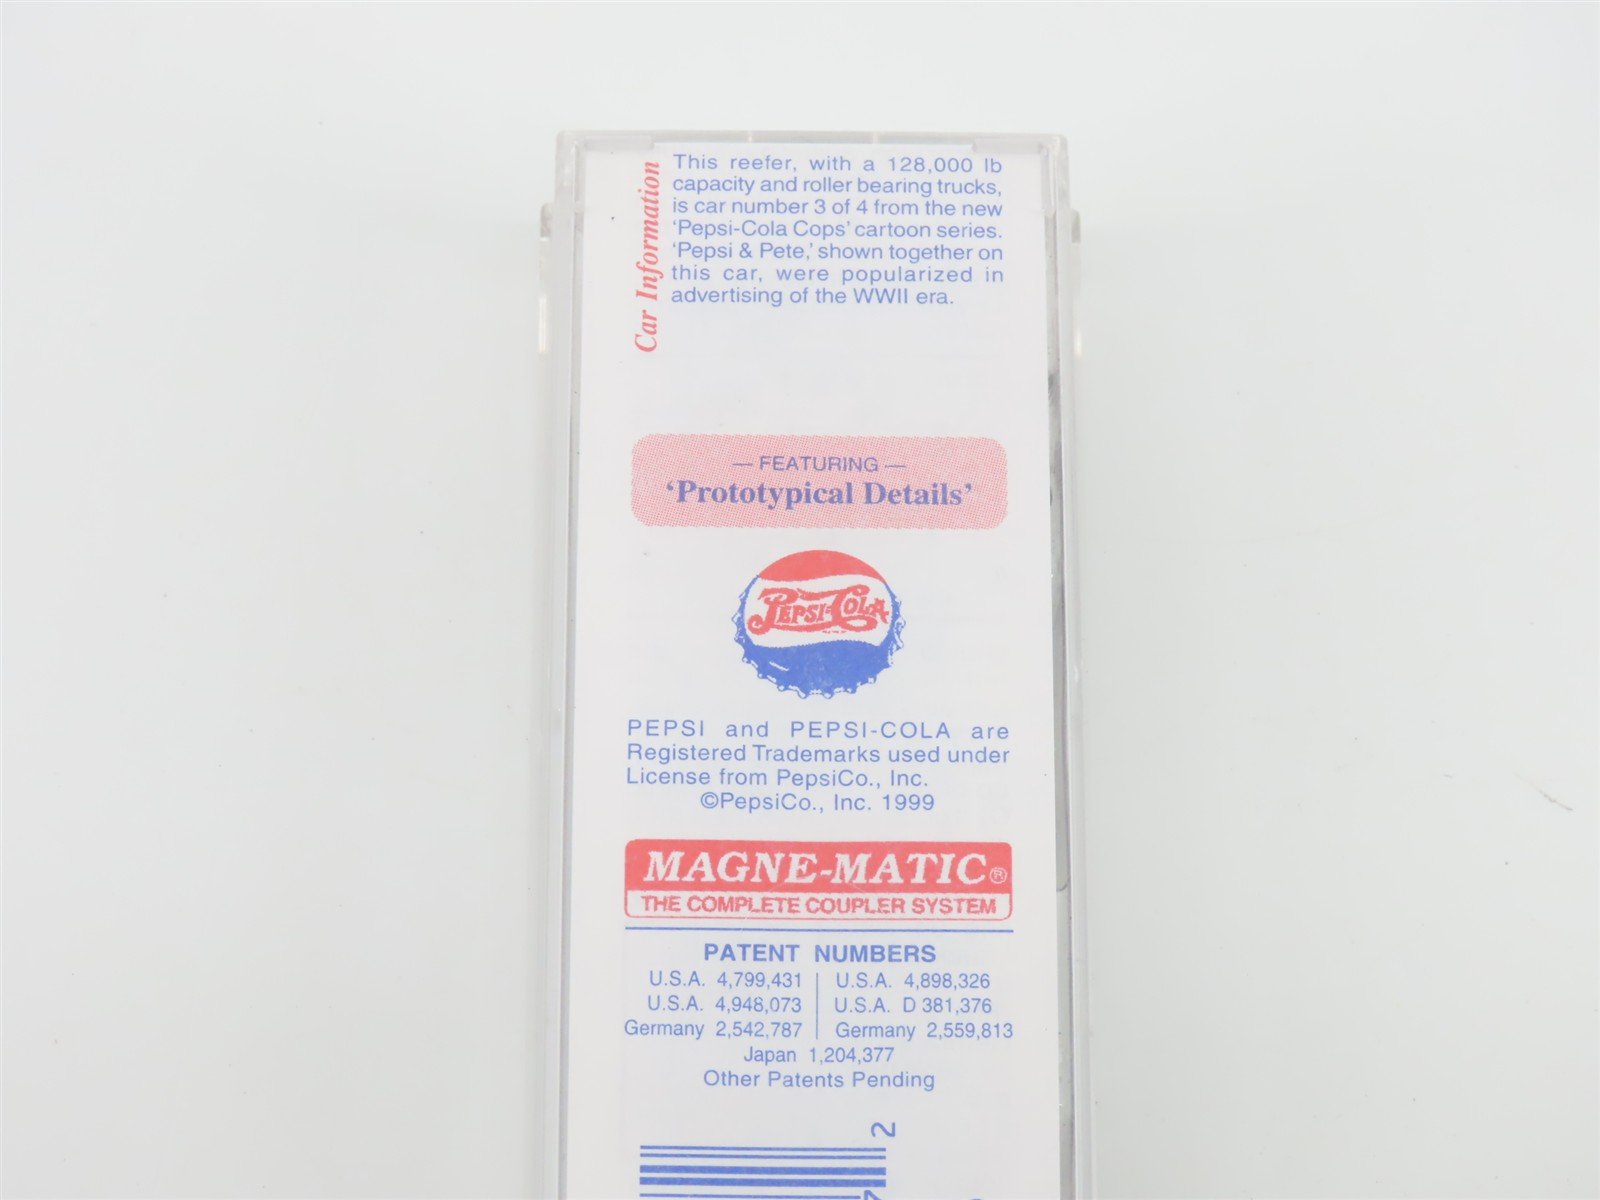 Car Information
This reefer, with a 128,000 lb
capacity and roller bearing trucks,
is car number 3 of 4 from the new
‘Pepsi-Cola Cops’ cartoon series.
‘Pepsi & Pete,’ shown together on
this car, were popularized in
advertising of the WWII era.
— FEATURING —
‘Prototypical Details’
PEPSI-COLA
PEPSI and PEPSI-COLA are
Registered Trademarks used under
License from PepsiCo., Inc.
©PepsiCo., Inc. 1999
MAGNE-MATIC®
THE COMPLETE COUPLER SYSTEM
PATENT NUMBERS
U.S.A. 4,799,431 | U.S.A. 4,898,326
U.S.A. 4,948,073 | U.S.A. D 381,376
Germany 2,542,787 | Germany 2,559,813
Japan 1,204,377
Other Patents Pending
2